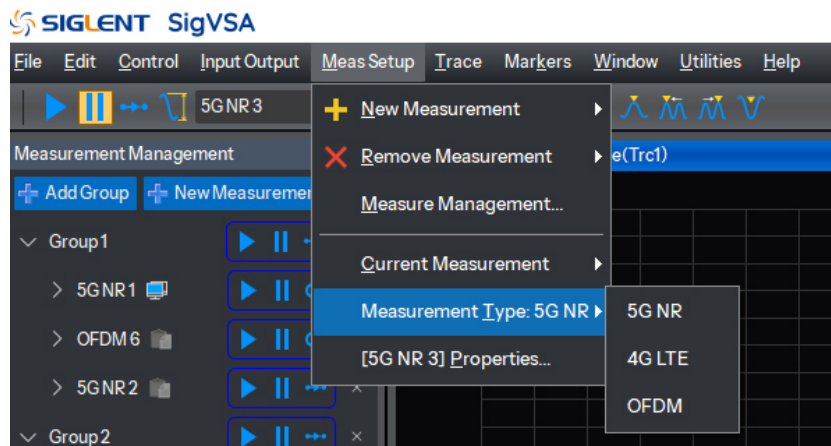 SIGLENT SigVSA
File Edit Control Input Output Meas Setup Trace Markers Window Utilities Help
5G NR 3
New Measurement
Measurement Management
Remove Measurement
e(Trc1)
Add Group
Measure Management...
Group1
Current Measurement
5G NR 1
Measurement Type: 5G NR
5G NR
OFDM 6
[5G NR 3] Properties...
4G LTE
5G NR 2
OFDM
Group2